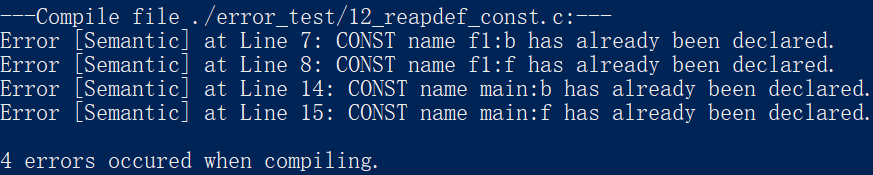 ---Compile file ./error_test/12_reapdef_const.c:---
Error [Semantic] at Line 7: CONST name f1:b has already been declared.
Error [Semantic] at Line 8: CONST name f1:f has already been declared.
Error [Semantic] at Line 14: CONST name main:b has already been declared.
Error [Semantic] at Line 15: CONST name main:f has already been declared.
4 errors occured when compiling.